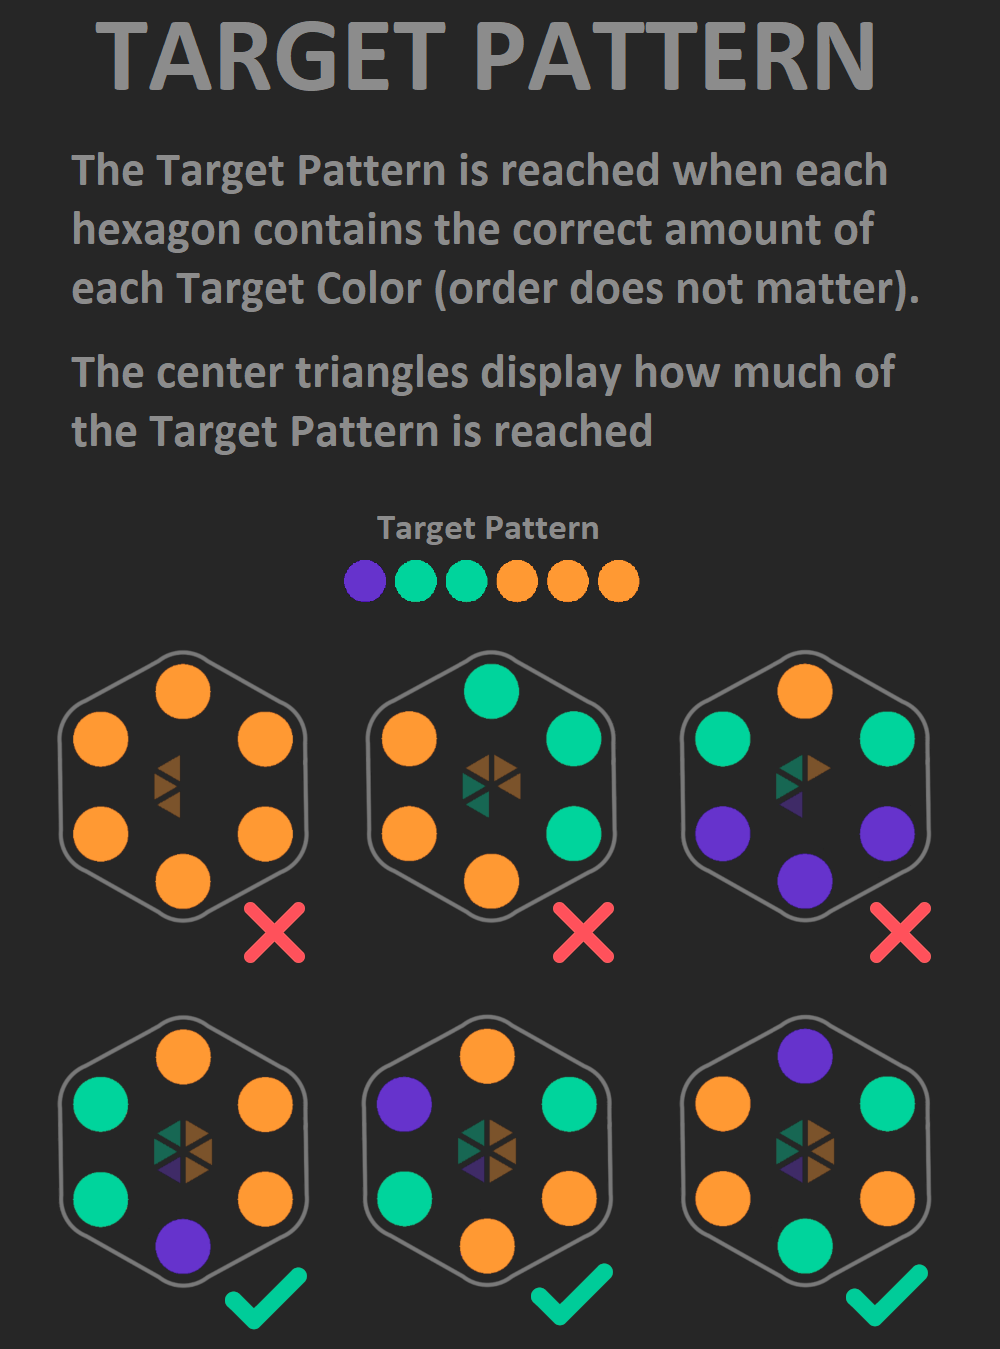 TARGET PATTERN
The Target Pattern is reached when each
hexagon contains the correct amount of
each Target Color (order does not matter).
The center triangles display how much of
the Target Pattern is reached
Target Pattern